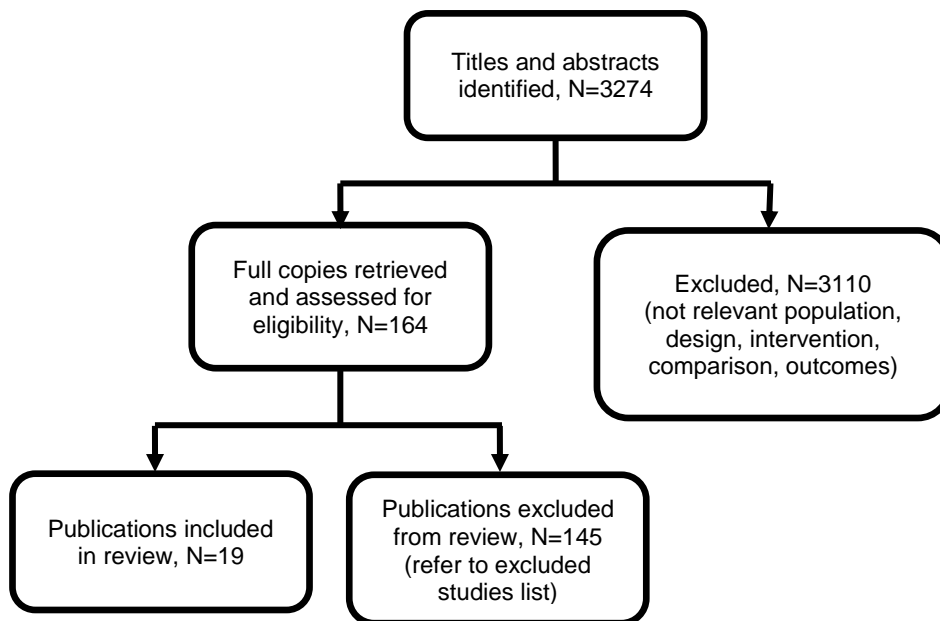 Titles and abstracts
identified, N=3274
Full copies retrieved
and assessed for
eligibility, N=164
Excluded, N=3110
(not relevant population,
design, intervention,
comparison, outcomes)
Publications included
in review, N=19
Publications excluded
from review, N=145
(refer to excluded
studies list)